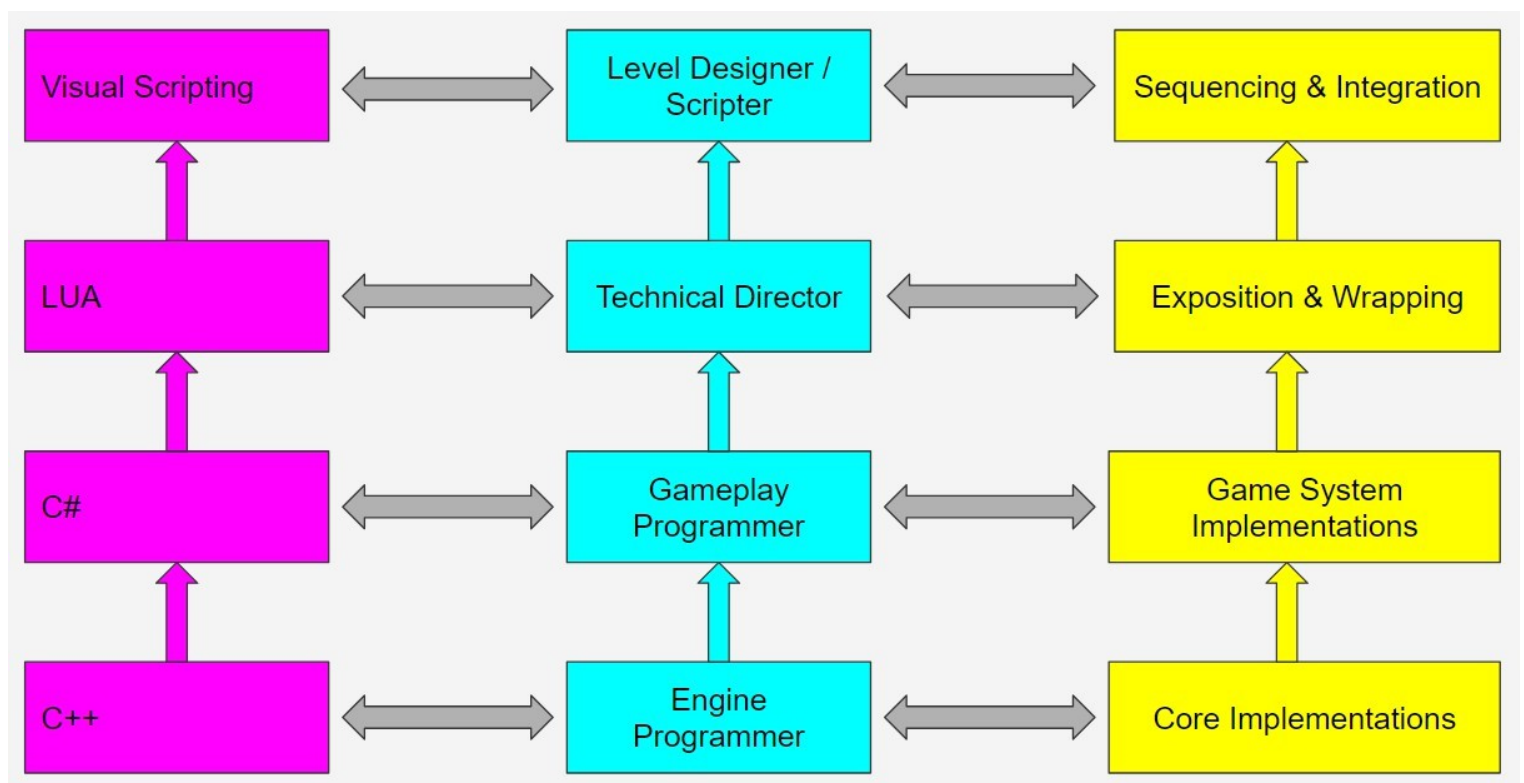 Visual Scripting
Level Designer /
Scripter
Sequencing & Integration
LUA
Technical Director
Exposition & Wrapping
C#
Gameplay
Programmer
Game System
Implementations
C++
Engine
Programmer
Core Implementations